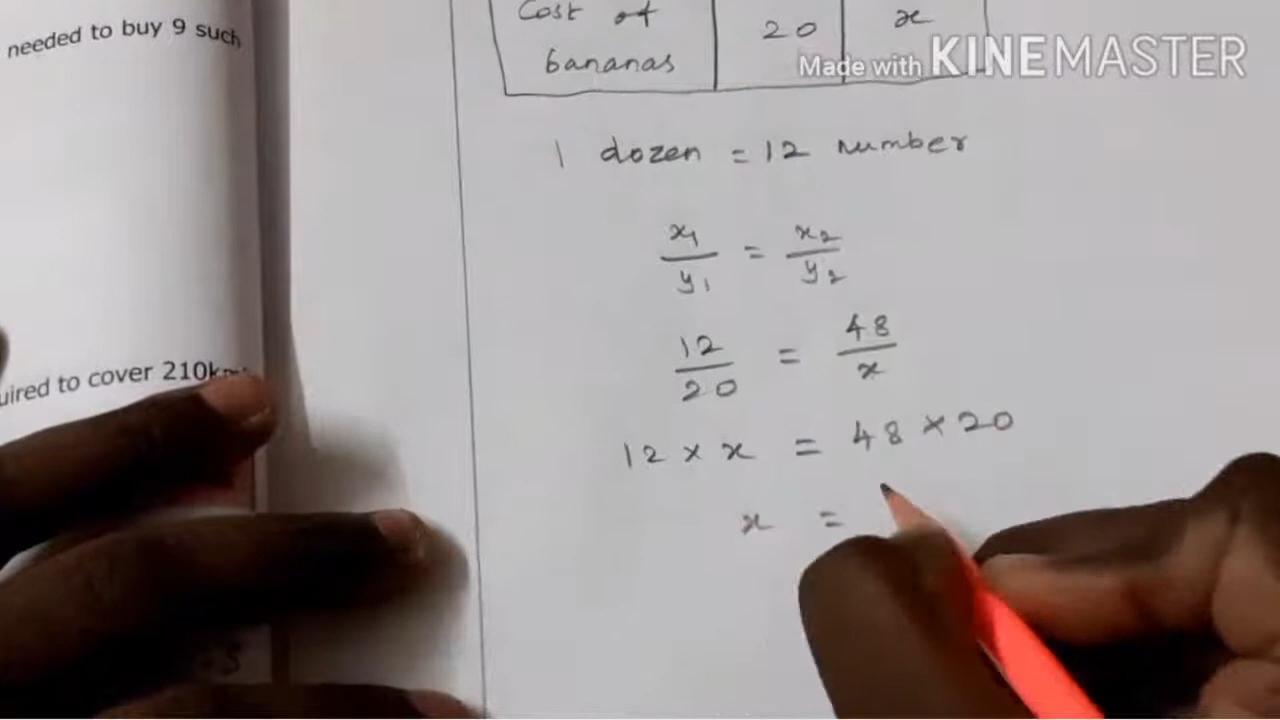 needed to buy 9 such
uired to cover 210km
Cost of 20 x
bananas
Made with KINEMASTER
1 dozen = 12 number
x1/y1 = x2/y2
12/20 = 48/x
12 × x = 48 × 20
x =